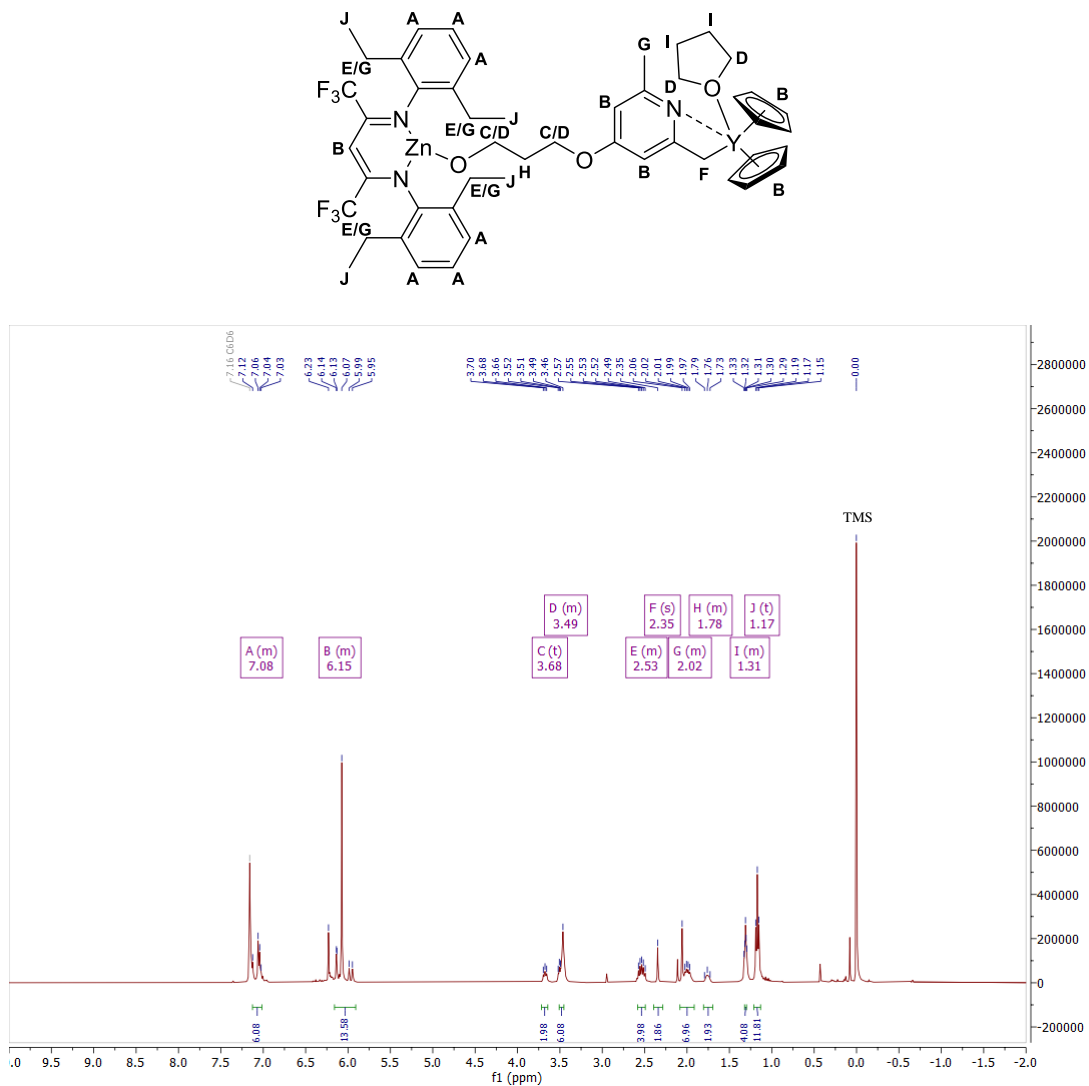 J A A I
G I
E/G A D
F₃C D B
N B N
E/G J C/D C/D O
B Zn Y
O H O
N B F
J B
F₃C E/G
E/G A
J A A
7.16 C6D6
7.12
7.06
7.04
7.03
6.23
6.14
6.13
6.07
5.99
5.95
3.70
3.68
3.66
3.52
3.51
3.49
3.46
2.57
2.55
2.53
2.52
2.49
2.35
2.06
2.02
2.01
1.99
1.97
1.79
1.76
1.73
1.33
1.32
1.31
1.30
1.29
1.19
1.19
1.17
1.15
0.00
TMS
D (m)
3.49
F (s)
2.35
H (m)
1.78
J (t)
1.17
A (m)
7.08
B (m)
6.15
C (t)
3.68
E (m)
2.53
G (m)
2.02
I (m)
1.31
2800000
2600000
2400000
2200000
2000000
1800000
1600000
1400000
1200000
1000000
800000
600000
400000
200000
0
-200000
6.08
13.58
1.98
6.08
3.98
1.86
6.96
1.93
4.08
11.81
.0 9.5 9.0 8.5 8.0 7.5 7.0 6.5 6.0 5.5 5.0 4.5 4.0 3.5 3.0 2.5 2.0 1.5 1.0 0.5 0.0 -0.5 -1.0 -1.5 -2.0
f1 (ppm)